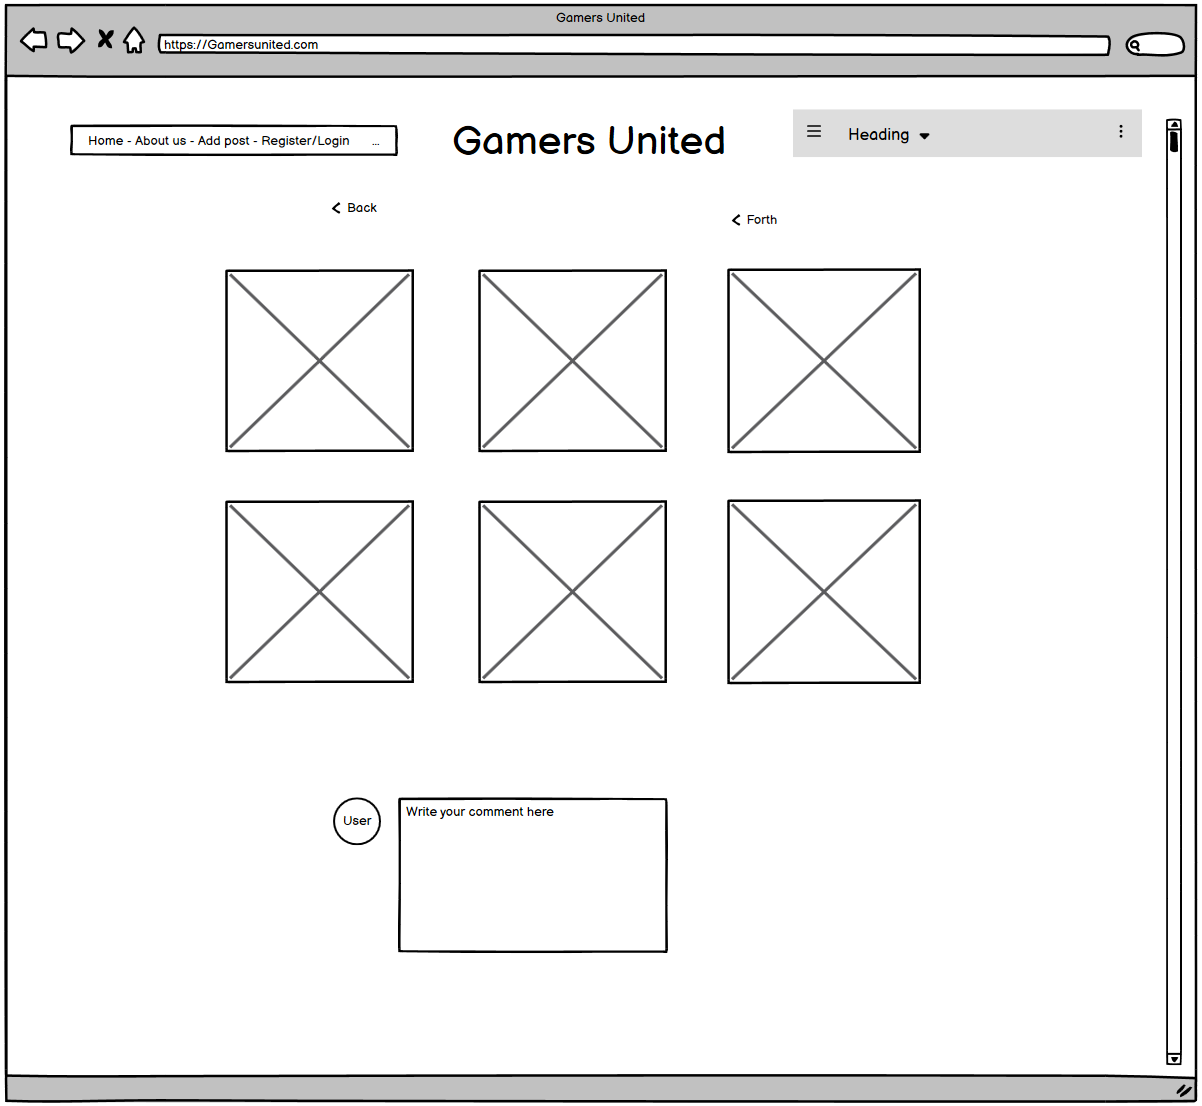 Gamers United
https://Gamersunited.com
Home - About us - Add post - Register/Login ...
Gamers United
Heading
Back
Forth
User
Write your comment here